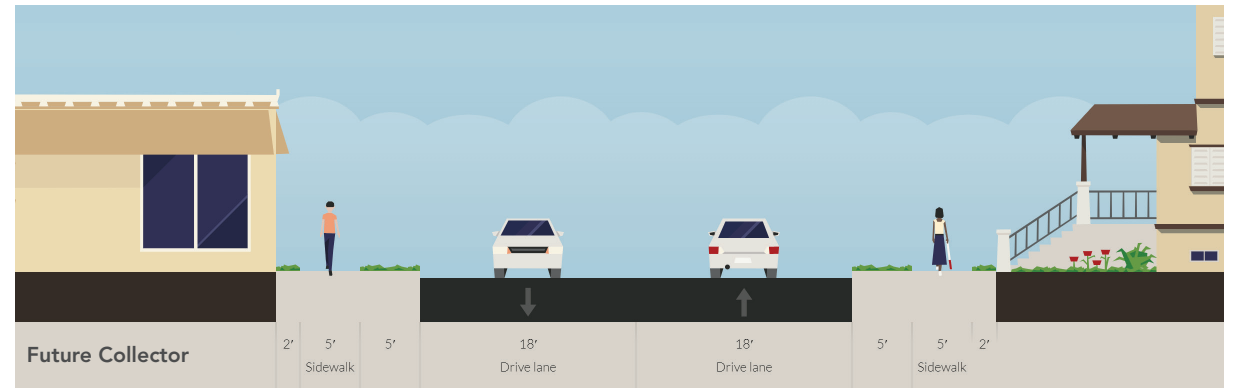 Future Collector
2′
5′
Sidewalk
5′
18′
Drive lane
18′
Drive lane
5′
5′
Sidewalk
2′